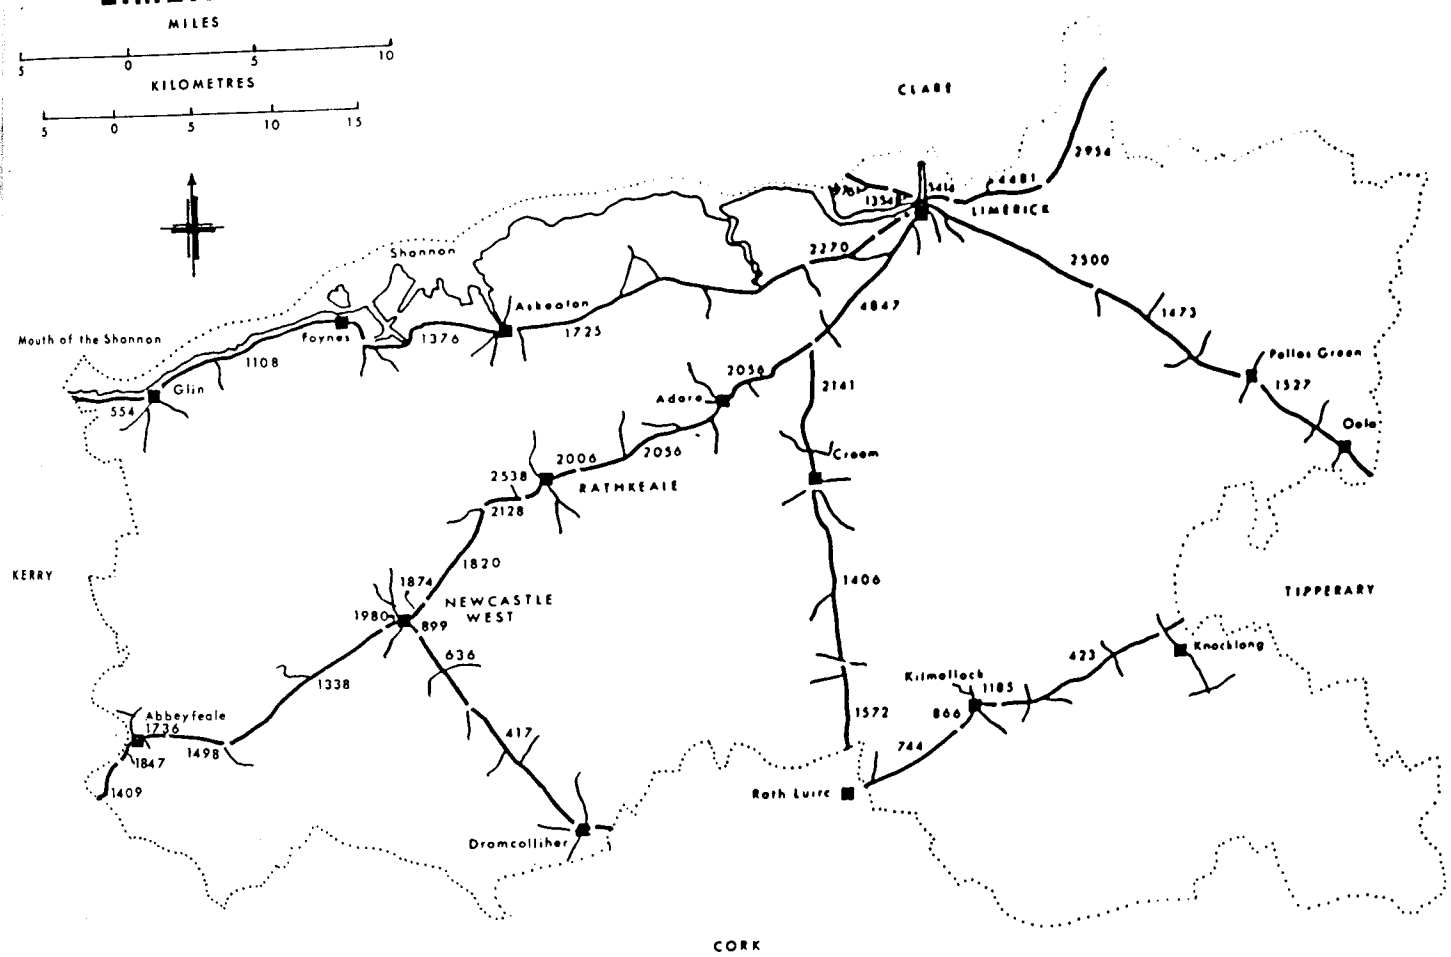 MILES
5 0 5 10
KILOMETRES
5 0 5 10 15
CLARE
2954
4481
5414
1354
LIMERICK
2270
2500
Shannon
4847
1473
Askeaton
1725
Mouth of the Shannon
Foynes
1376
Pallas Green
1108
1527
2056
2141
Glin
554
Adare
Oola
2056
Croom
2006
2538
RATHKEALE
2128
1820
1406
KERRY
1874
TIPPERARY
NEWCASTLE
WEST
1980
899
636
423
Knocklong
Kilmallock
1338
1185
866
1572
Abbeyfeale
1736
417
744
1498
1847
1409
Rath Luirc
Dromcolliher
CORK